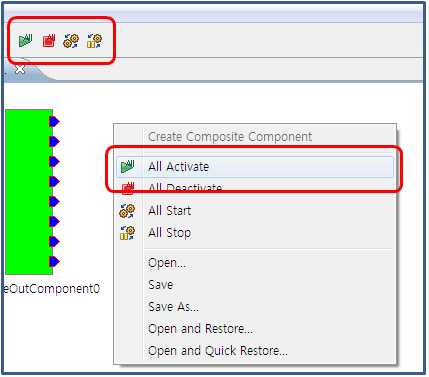 Create Composite Component
All Activate
All Deactivate
All Start
All Stop
Open...
Save
Save As...
Open and Restore...
Open and Quick Restore...
eOutComponent0